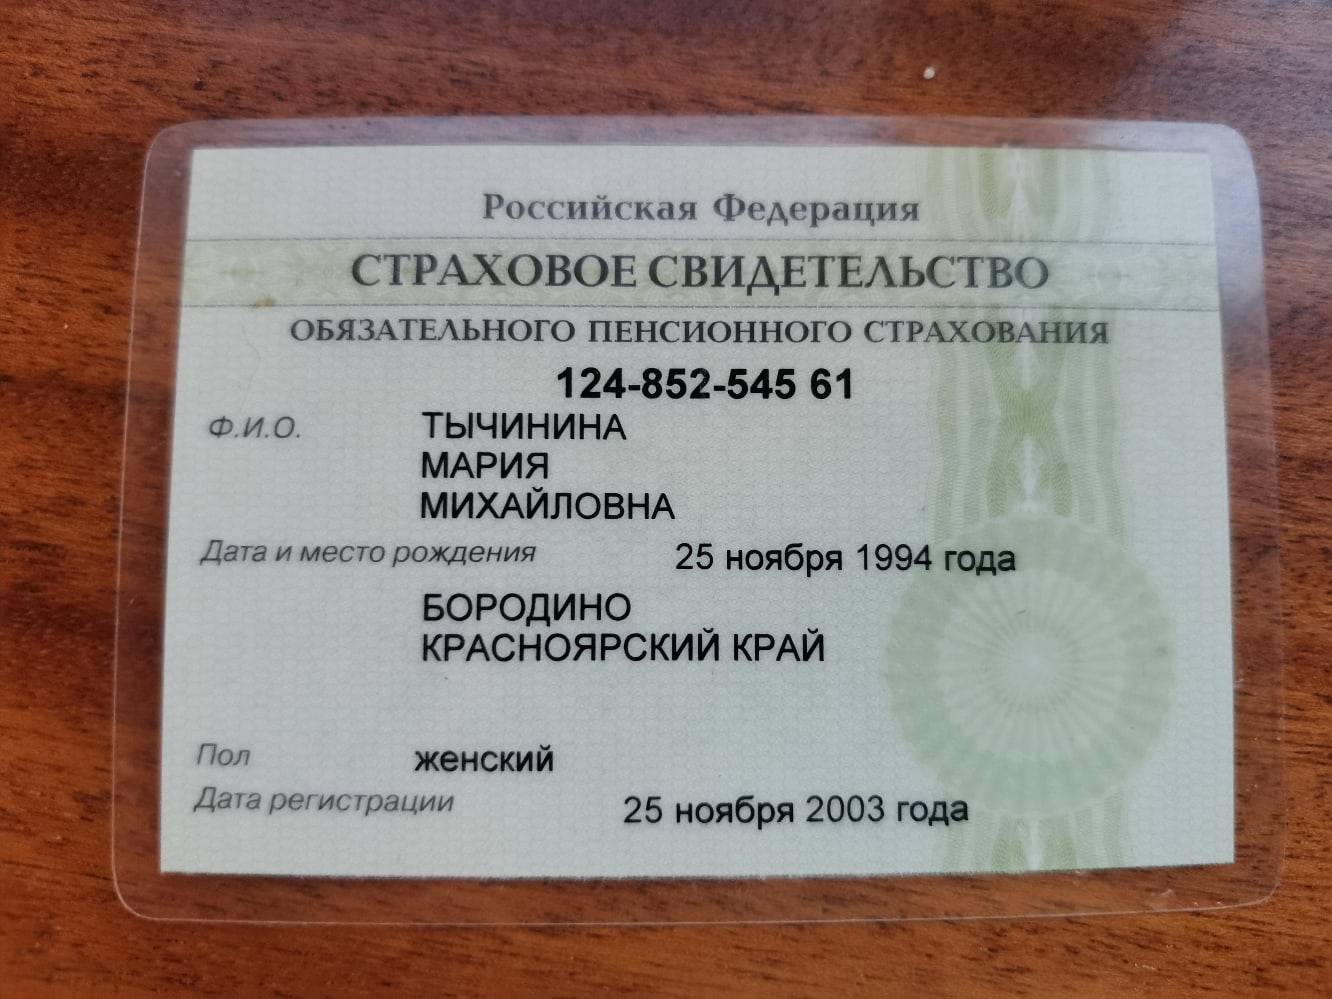 Российская Федерация
СТРАХОВОЕ СВИДЕТЕЛЬСТВО
ОБЯЗАТЕЛЬНОГО ПЕНСИОННОГО СТРАХОВАНИЯ
124-852-545 61
Ф.И.О. ТЫЧИНИНА
МАРИЯ
МИХАЙЛОВНА
Дата и место рождения 25 ноября 1994 года
БОРОДИНО
КРАСНОЯРСКИЙ КРАЙ
Пол женский
Дата регистрации 25 ноября 2003 года